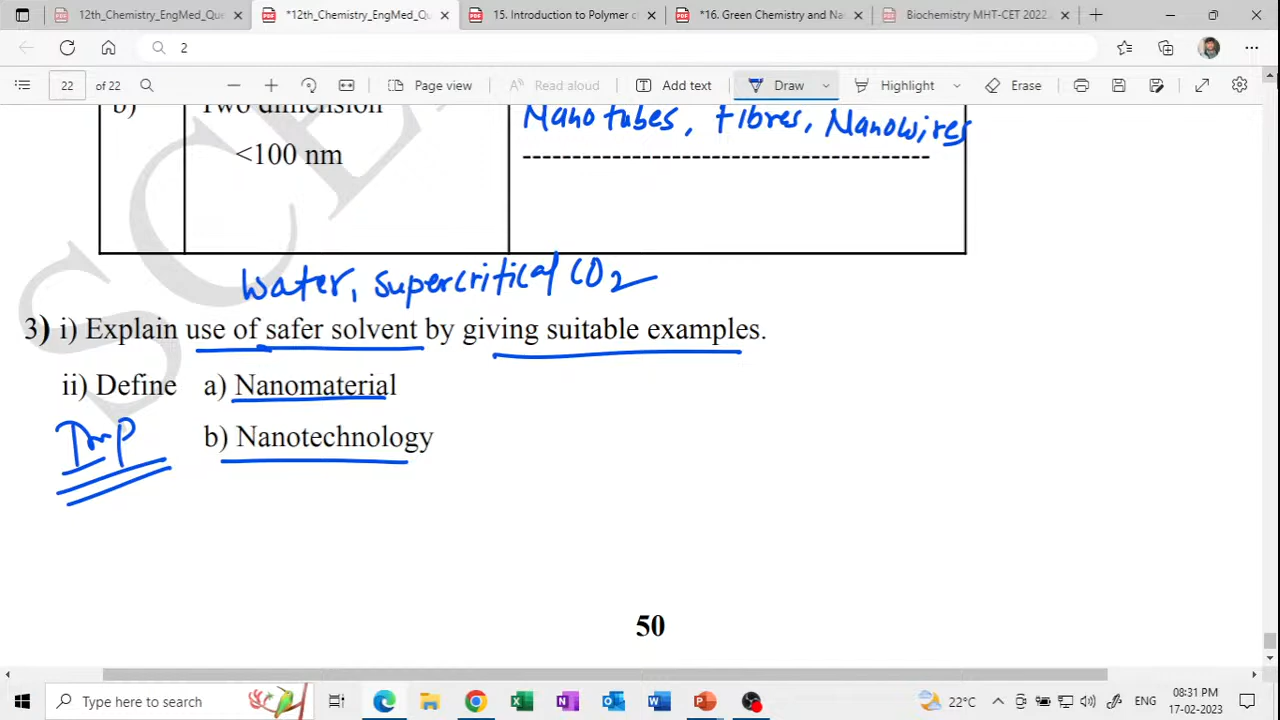 12th_Chemistry_EngMed_Que
*12th_Chemistry_EngMed_Qu
15. Introduction to Polymer c
*16. Green Chemistry and Na
Biochemistry MHT-CET 2022
2
22 of 22
Page view
Read aloud
Add text
Draw
Highlight
Erase
b) Two dimension Nanotubes, Fibres, Nanowires
<100 nm ----------------------------------------
SCE
Water, supercritical CO2
3) i) Explain use of safer solvent by giving suitable examples.
ii) Define a) Nanomaterial
Imp b) Nanotechnology
50
Type here to search
22°C
ENG
08:31 PM
17-02-2023